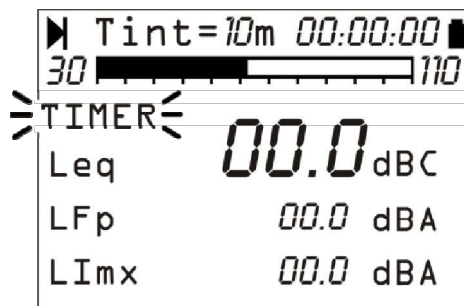 Tint=10m 00:00:00
30 110
TIMER
Leq 00.0 dBC
LFp 00.0 dBA
LImx 00.0 dBA